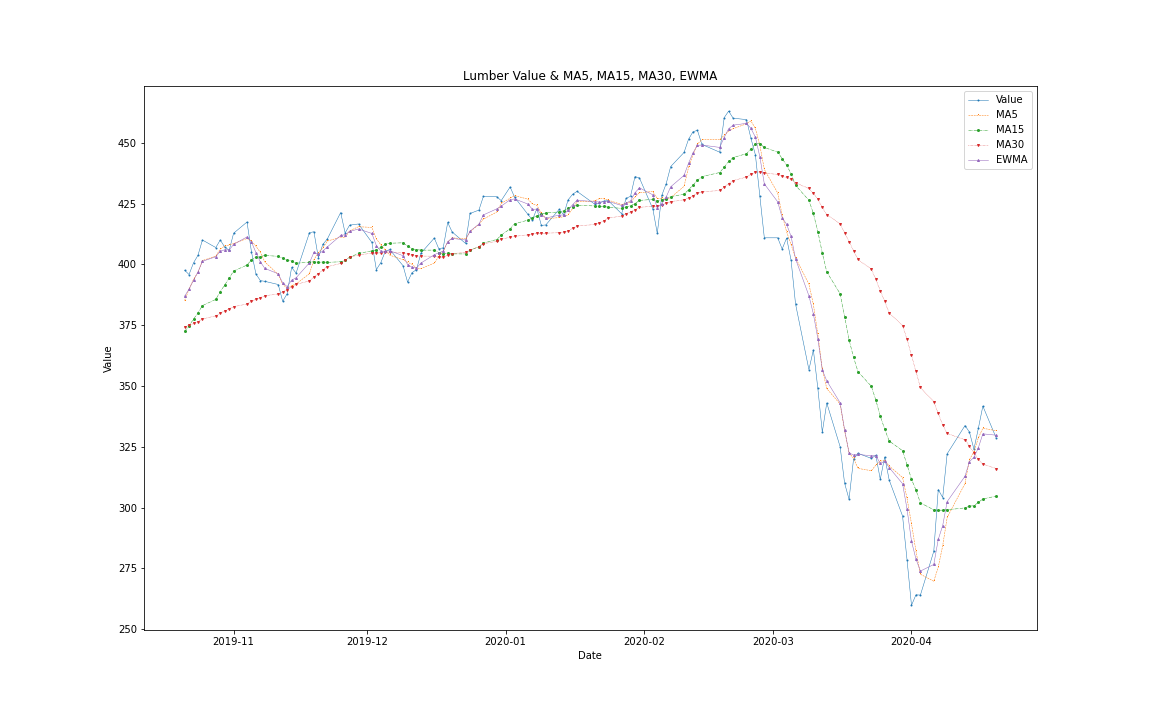 Lumber Value & MA5, MA15, MA30, EWMA
Value
MA5
MA15
MA30
EWMA
450
425
400
375
350
325
300
275
250
Value
2019-11
2019-12
2020-01
2020-02
2020-03
2020-04
Date